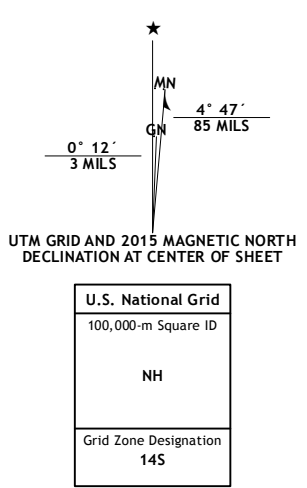 ★
MN
4° 47´
85 MILS
GN
0° 12´
3 MILS
UTM GRID AND 2015 MAGNETIC NORTH
DECLINATION AT CENTER OF SHEET
U.S. National Grid
100,000-m Square ID
NH
Grid Zone Designation
14S